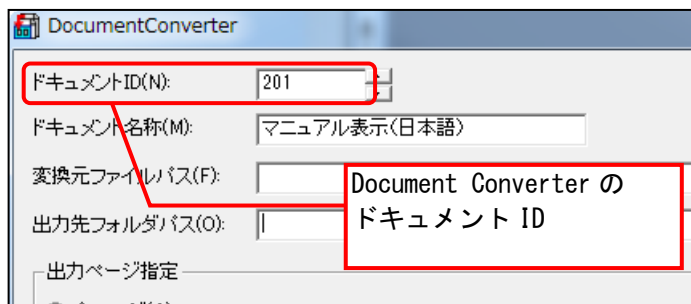 DocumentConverter
ドキュメントID(N):
201
ドキュメント名称(M):
マニュアル表示(日本語)
変換元ファイルパス(F):
出力先フォルダパス(O):
Document Converter の
ドキュメント ID
出力ページ指定